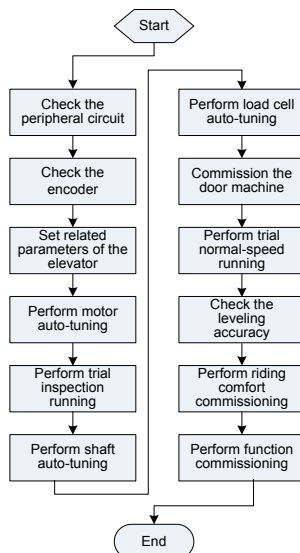 Start
Check the
peripheral circuit
Check the
encoder
Set related
parameters of the
elevator
Perform motor
auto-tuning
Perform trial
inspection
running
Perform shaft
auto-tuning
Perform load cell
auto-tuning
Commission the
door machine
Perform trial
normal-speed
running
Check the
leveling
accuracy
Perform riding
comfort
commissioning
Perform function
commissioning
End